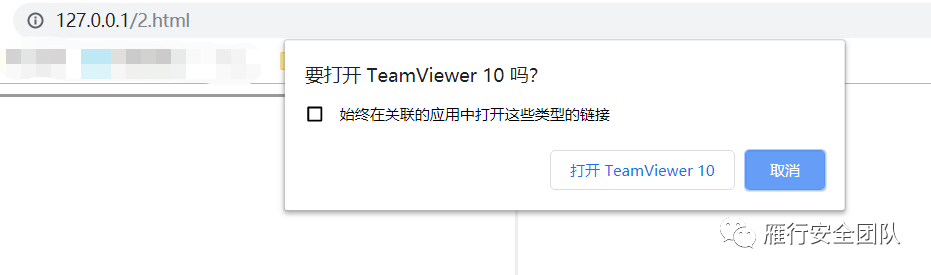 127.0.0.1/2.html
要打开 TeamViewer 10 吗?
始终在关联的应用中打开这些类型的链接
打开 TeamViewer 10
取消
雁行安全团队